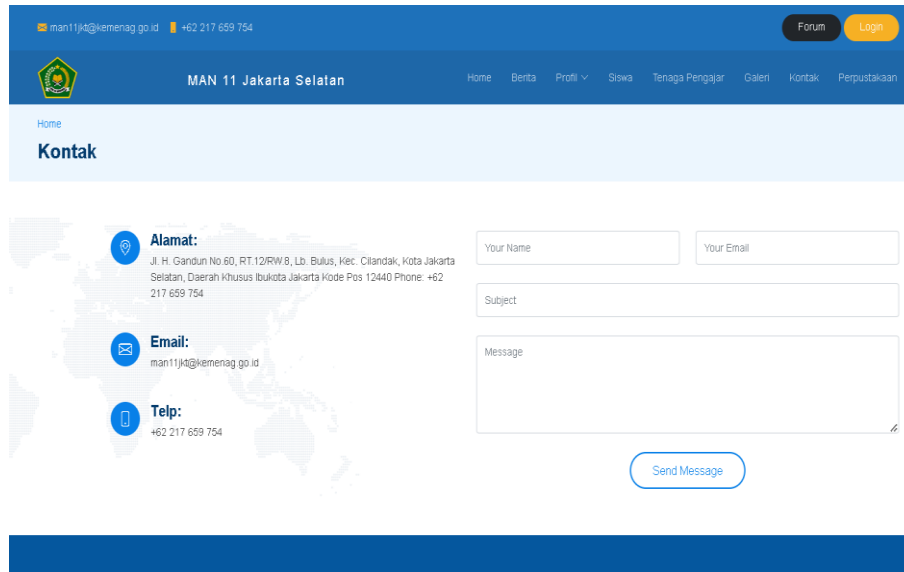 man11jkt@kemenag.go.id +62 217 659 754 Forum Login
MAN 11 Jakarta Selatan Home Berita Profil Siswa Tenaga Pengajar Galeri Kontak Perpustakaan
Home
Kontak
Alamat:
Jl. H. Gandun No.60, RT.12/RW.8, Lb. Bulus, Kec. Cilandak, Kota Jakarta
Selatan, Daerah Khusus Ibukota Jakarta Kode Pos 12440 Phone: +62
217 659 754
Email:
man11jkt@kemenag.go.id
Telp:
+62 217 659 754
Your Name Your Email
Subject
Message
Send Message